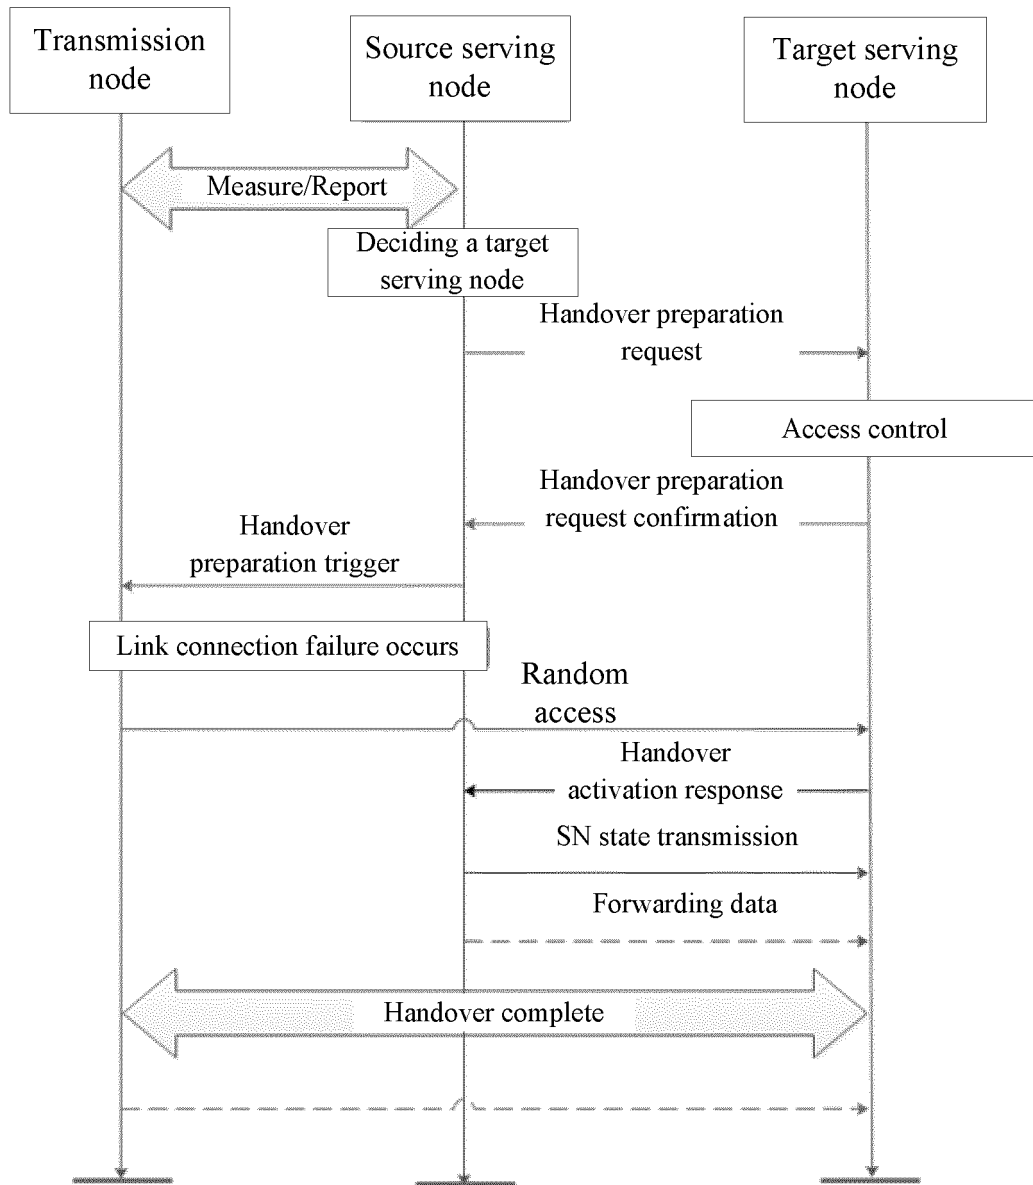 Transmission
node
Source serving
node
Target serving
node
Measure/Report
Deciding a target
serving node
Handover preparation
request
Access control
Handover preparation
request confirmation
Handover
preparation trigger
Link connection failure occurs
Random
access
Handover
activation response
SN state transmission
Forwarding data
Handover complete